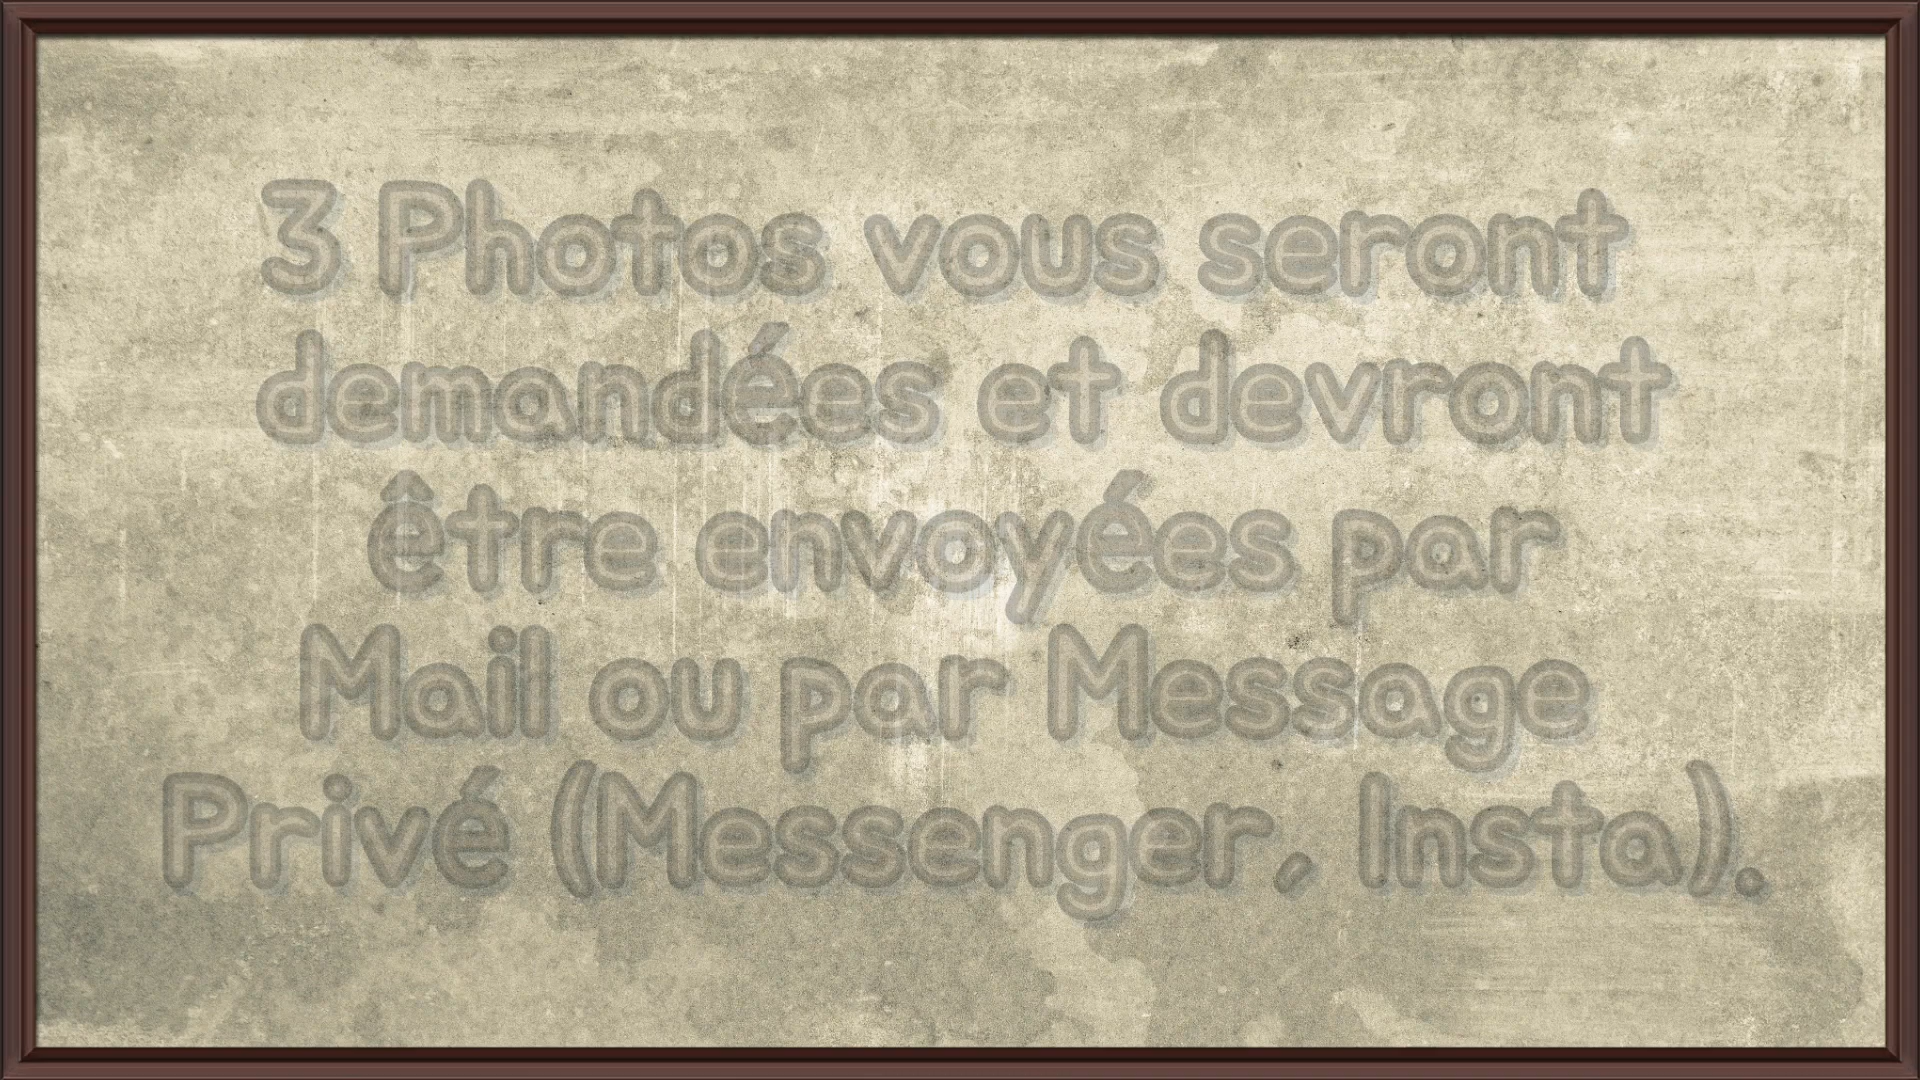 3 Photos vous seront
demandées et devront
être envoyées par
Mail ou par Message
Privé (Messenger, Insta).